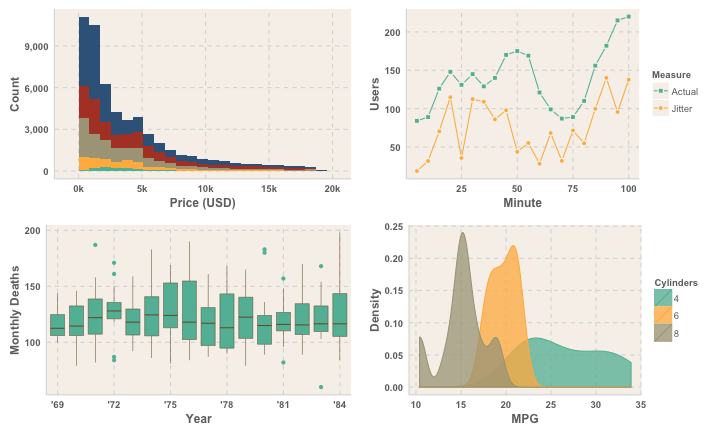 9,000
6,000
3,000
0
Count
0k
5k
10k
15k
20k
Price (USD)
200
150
100
50
Users
25
50
75
100
Minute
Measure
Actual
Jitter
200
150
100
Monthly Deaths
'69
'72
'75
'78
'81
'84
Year
0.25
0.20
0.15
0.10
0.05
0.00
Density
10
15
20
25
30
35
MPG
Cylinders
4
6
8